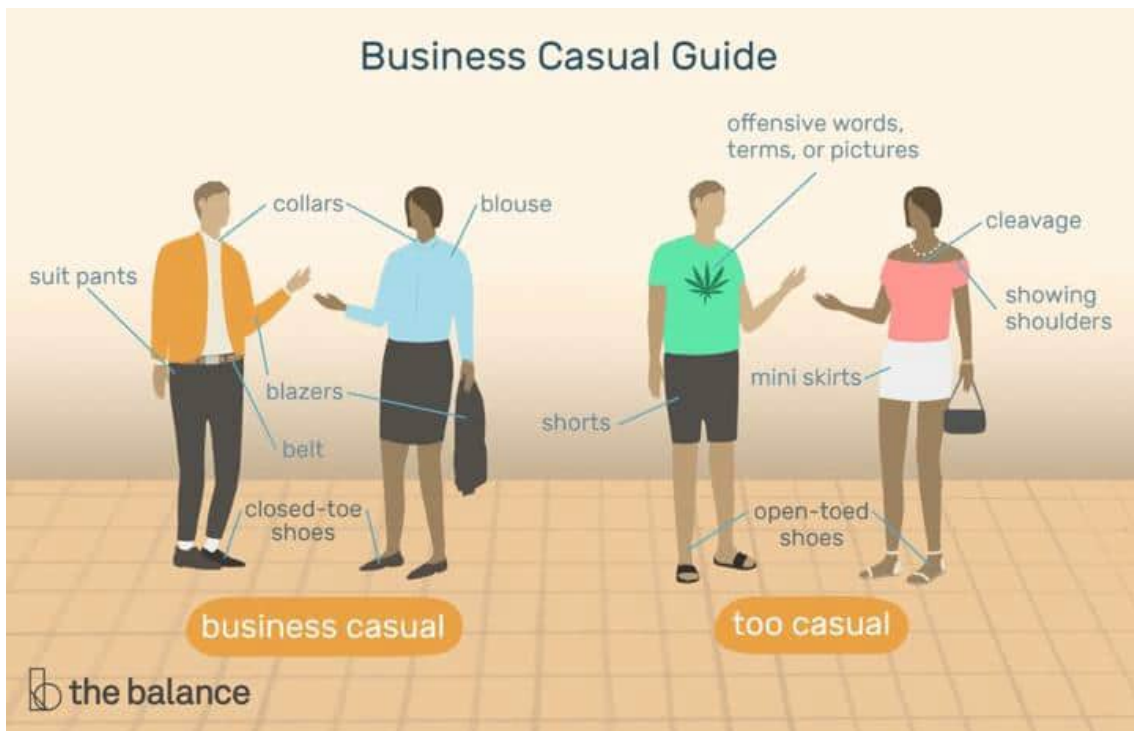 Business Casual Guide
collars
blouse
suit pants
blazers
belt
closed-toe
shoes
business casual
offensive words,
terms, or pictures
cleavage
showing
shoulders
mini skirts
shorts
open-toed
shoes
too casual
the balance